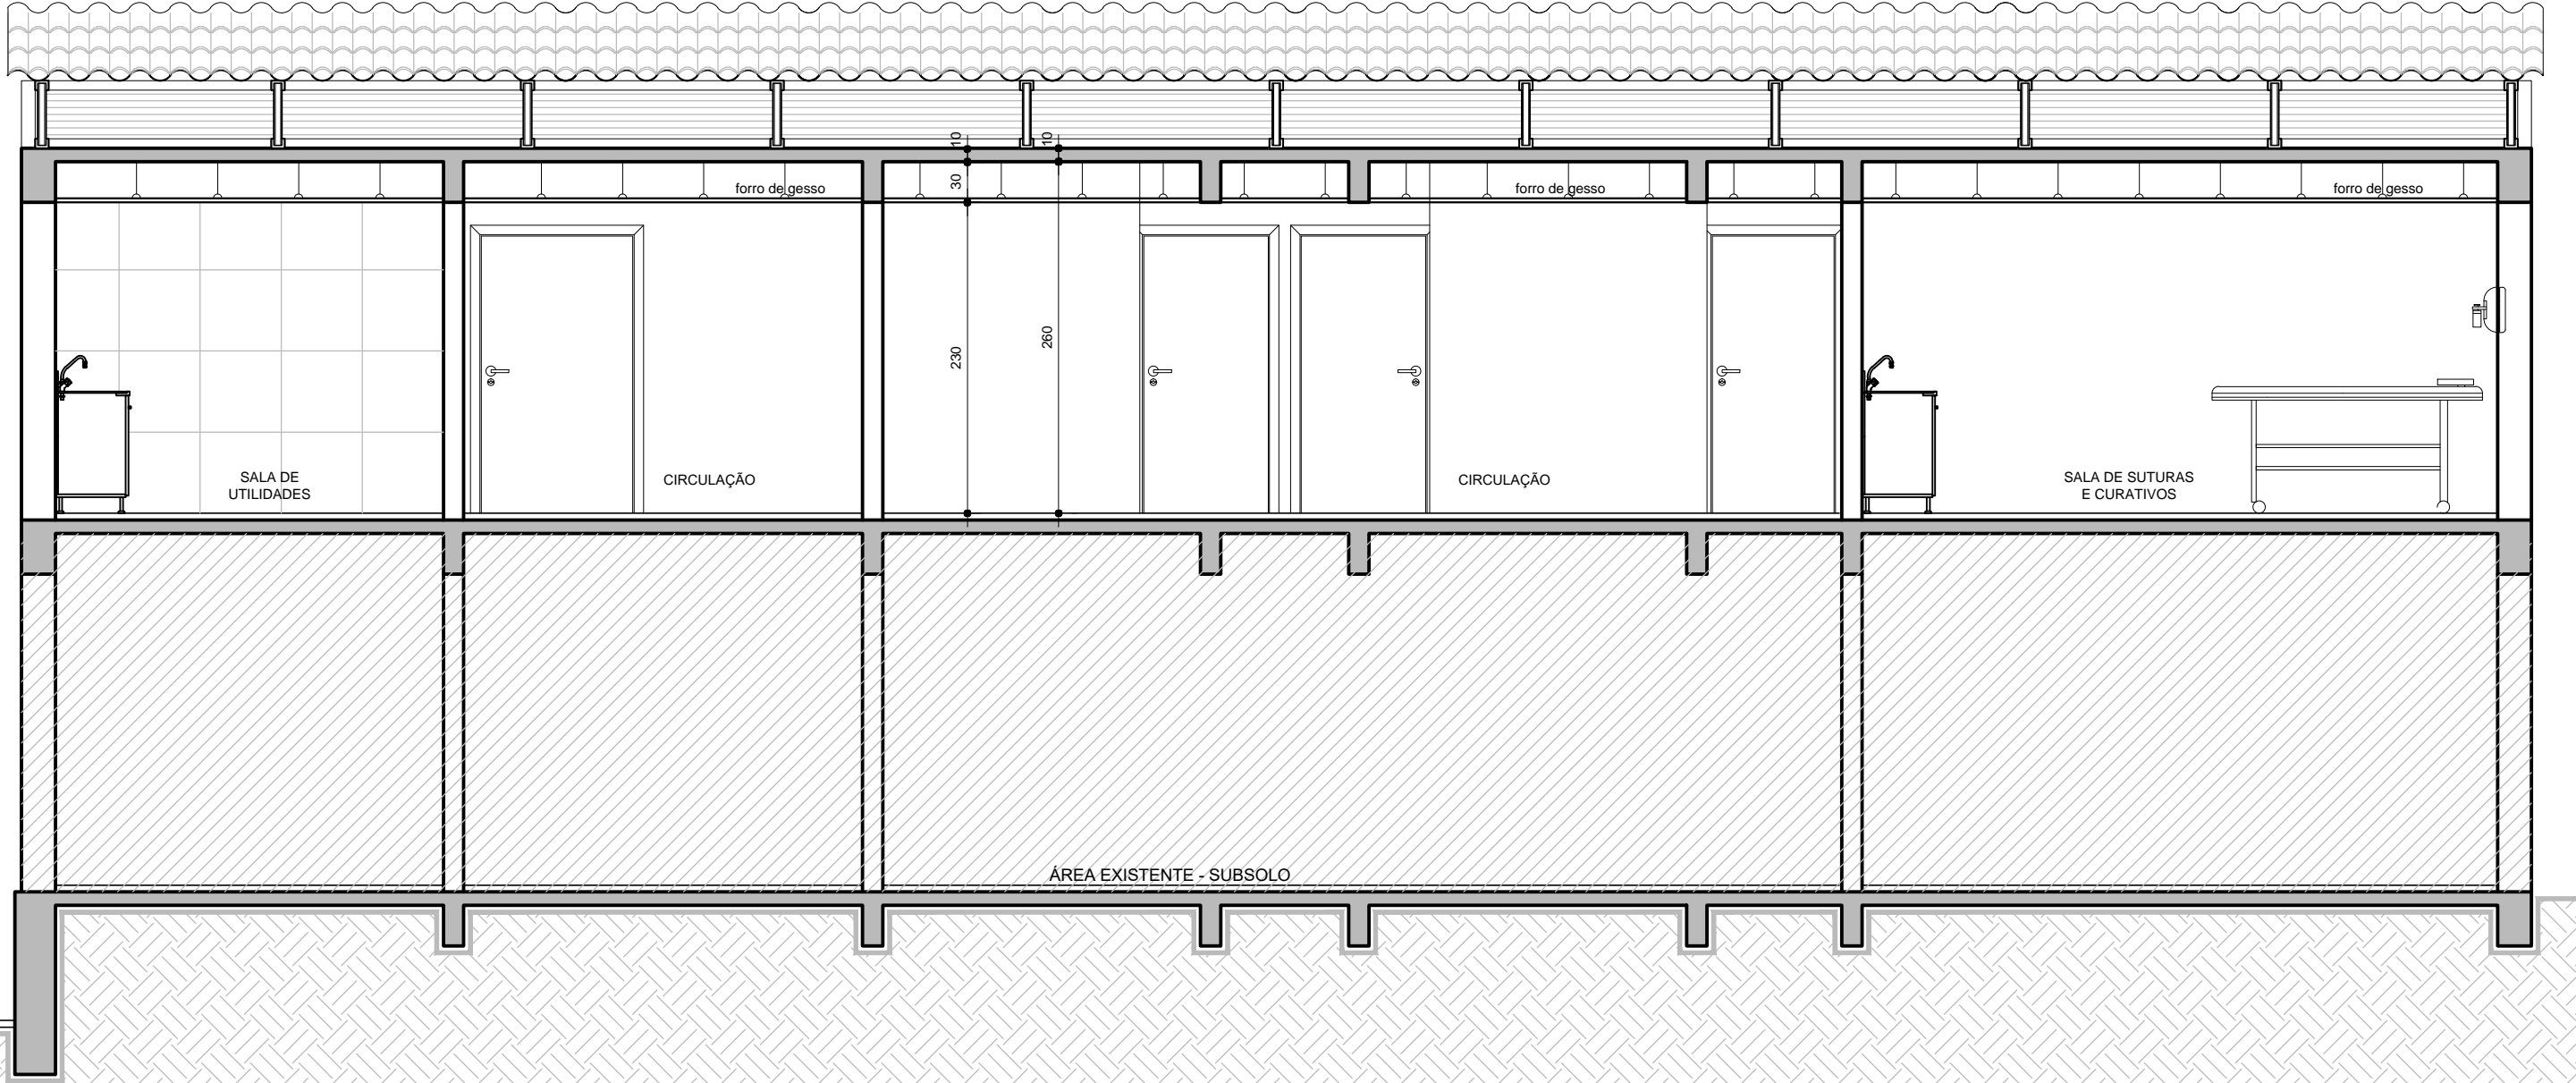 10
10
30
forro de gesso
forro de gesso
forro de gesso
230
260
SALA DE
UTILIDADES
CIRCULAÇÃO
CIRCULAÇÃO
SALA DE SUTURAS
E CURATIVOS
ÁREA EXISTENTE - SUBSOLO